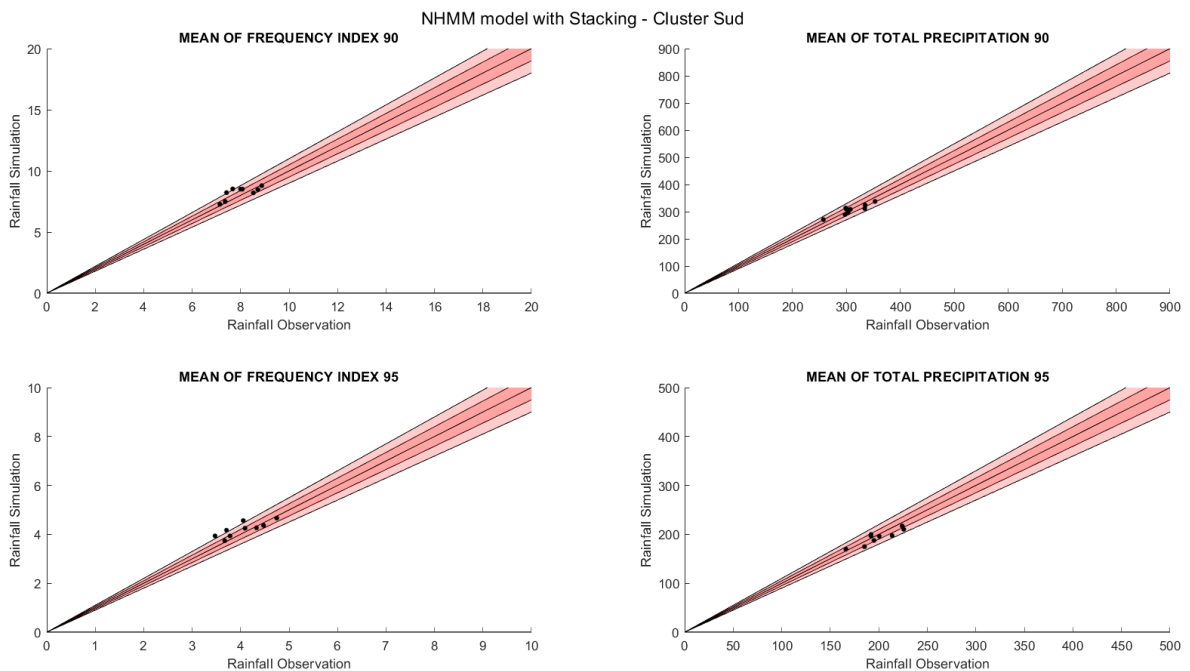 NHMM model with Stacking - Cluster Sud
MEAN OF FREQUENCY INDEX 90
20
15
10
5
0
Rainfall Simulation
0 2 4 6 8 10 12 14 16 18 20
Rainfall Observation
MEAN OF TOTAL PRECIPITATION 90
900
800
700
600
500
400
300
200
100
0
Rainfall Simulation
0 100 200 300 400 500 600 700 800 900
Rainfall Observation
MEAN OF FREQUENCY INDEX 95
10
8
6
4
2
0
Rainfall Simulation
0 1 2 3 4 5 6 7 8 9 10
Rainfall Observation
MEAN OF TOTAL PRECIPITATION 95
500
400
300
200
100
0
Rainfall Simulation
0 50 100 150 200 250 300 350 400 450 500
Rainfall Observation